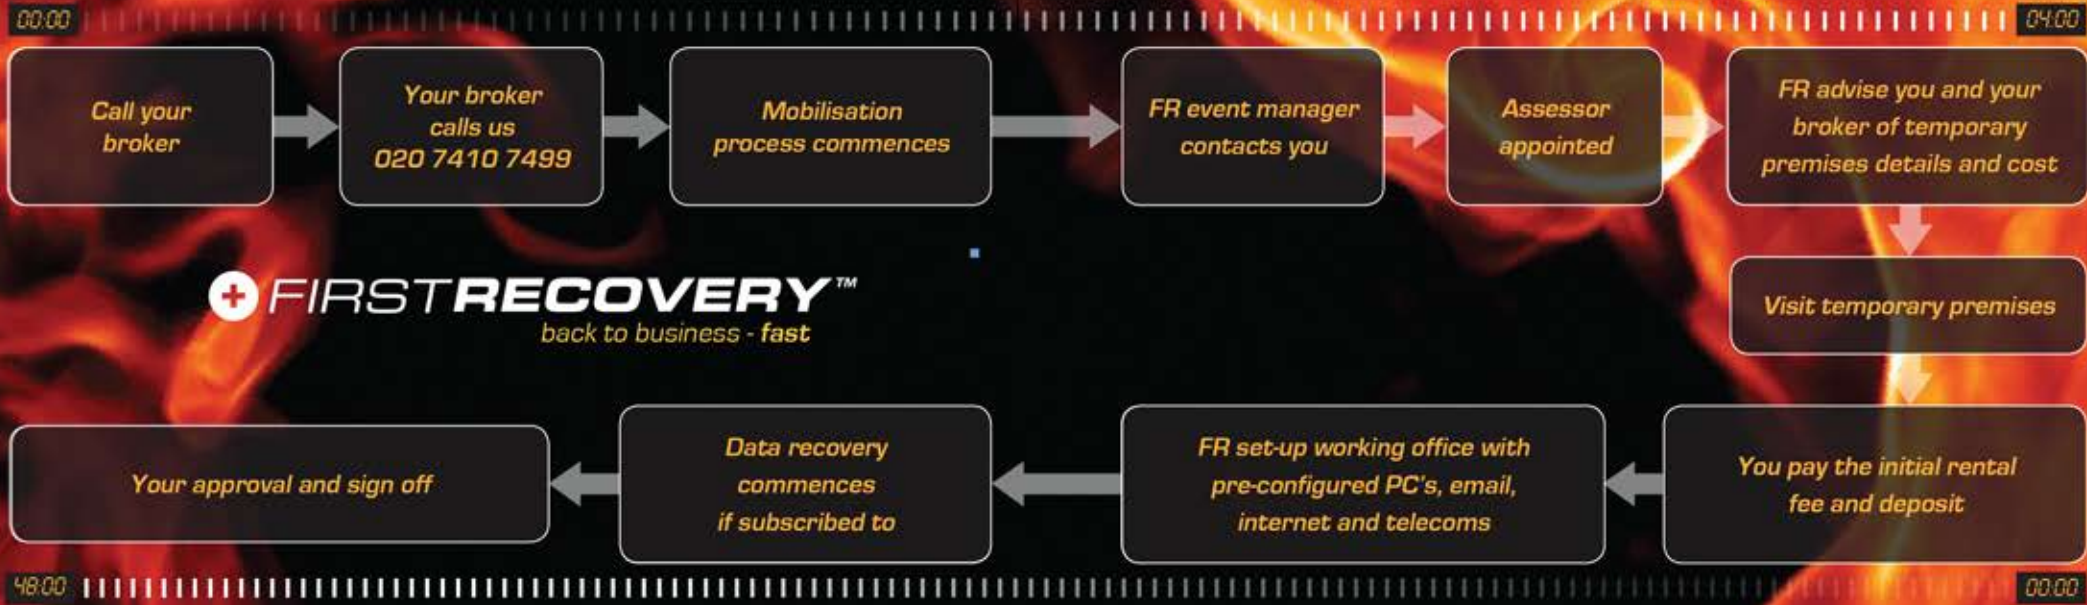 00:00
04:00
Call your
broker
Your broker
calls us
020 7410 7499
Mobilisation
process commences
FR event manager
contacts you
Assessor
appointed
FR advise you and your
broker of temporary
premises details and cost
Visit temporary premises
FIRSTRECOVERY™
back to business - fast
You pay the initial rental
fee and deposit
FR set-up working office with
pre-configured PC's, email,
internet and telecoms
Data recovery
commences
if subscribed to
Your approval and sign off
48:00
00:00